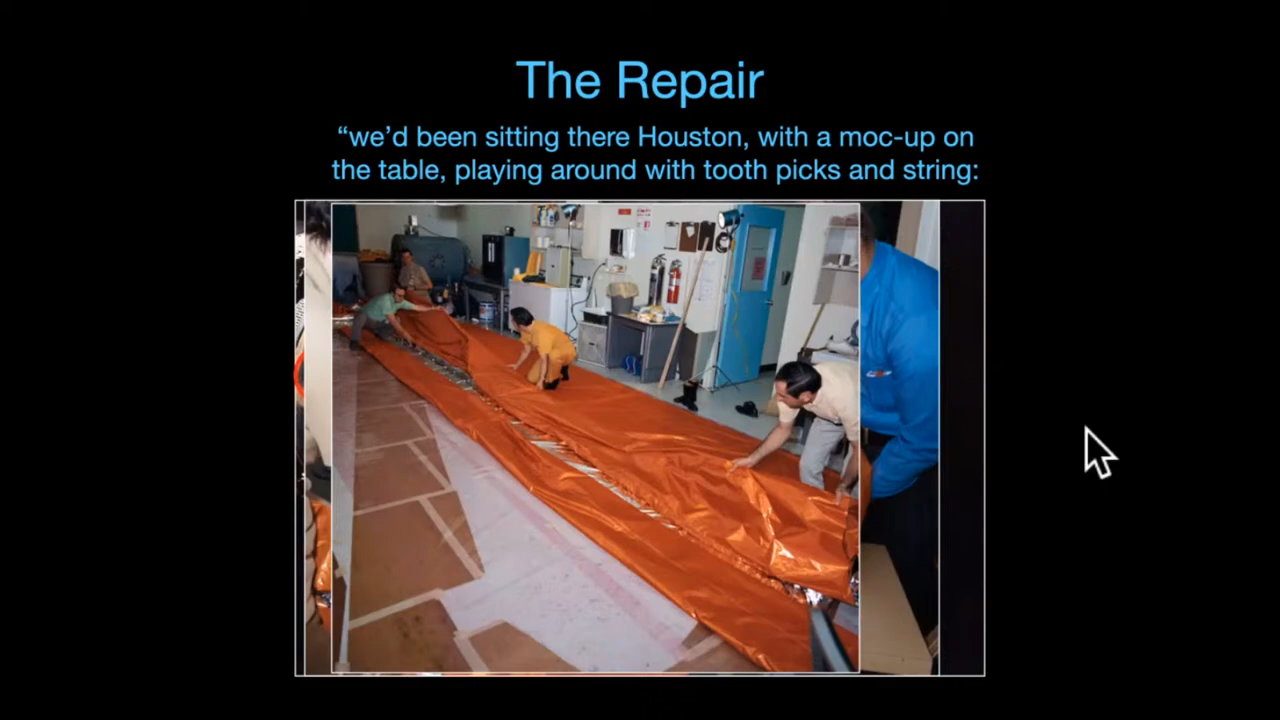 The Repair
“we’d been sitting there Houston, with a moc-up on
the table, playing around with tooth picks and string: